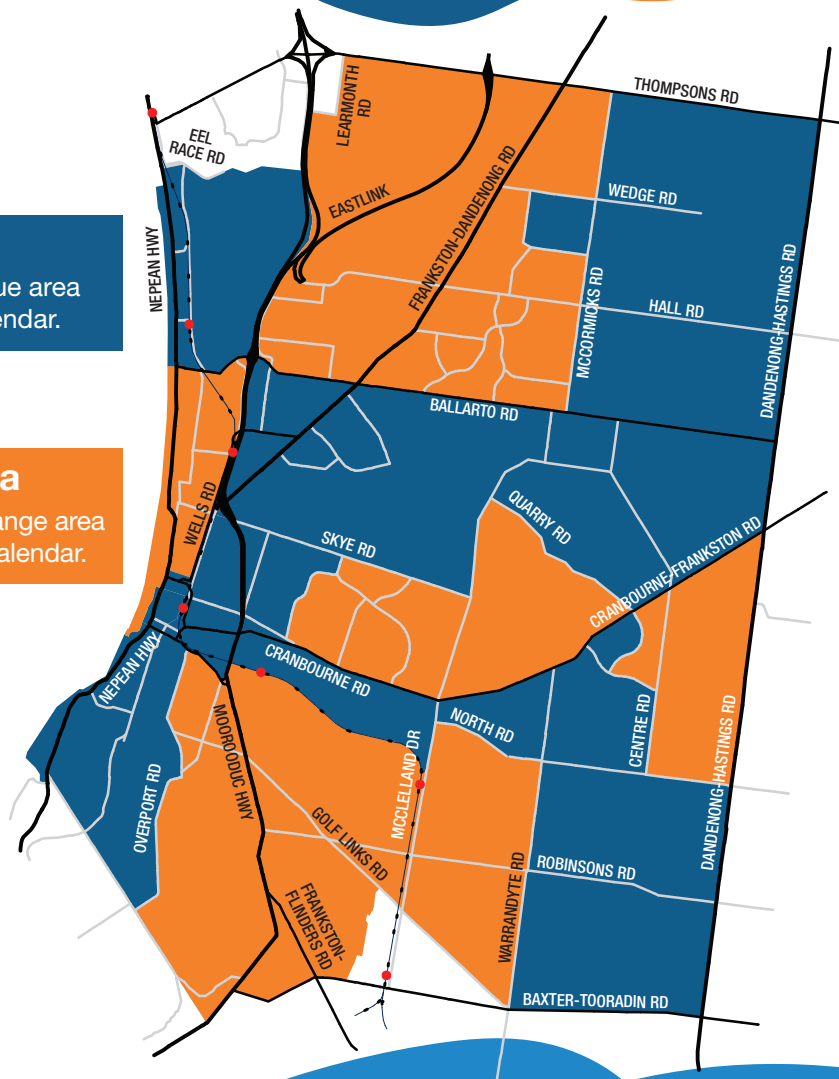 THOMPSONS RD
LEARMONTH
RD
EEL
RACE RD
EASTLINK
WEDGE RD
FRANKSTON-DANDENONG RD
NEPEAN HWY
ue area
endar.
HALL RD
MCCORMICKS RD
DANDENONG-HASTINGS RD
BALLARTO RD
a
ange area
alendar.
WELLS RD
QUARRY RD
SKYE RD
CRANBOURNE-FRANKSTON RD
NEPEAN HWY
CRANBOURNE RD
MOOROODUC HWY
NORTH RD
CENTRE RD
MCCLELLAND DR
DANDENONG-HASTINGS RD
OVERPORT RD
GOLF LINKS RD
WARRANDYTE RD
ROBINSONS RD
FRANKSTON-
FLINDERS RD
BAXTER-TOORADIN RD